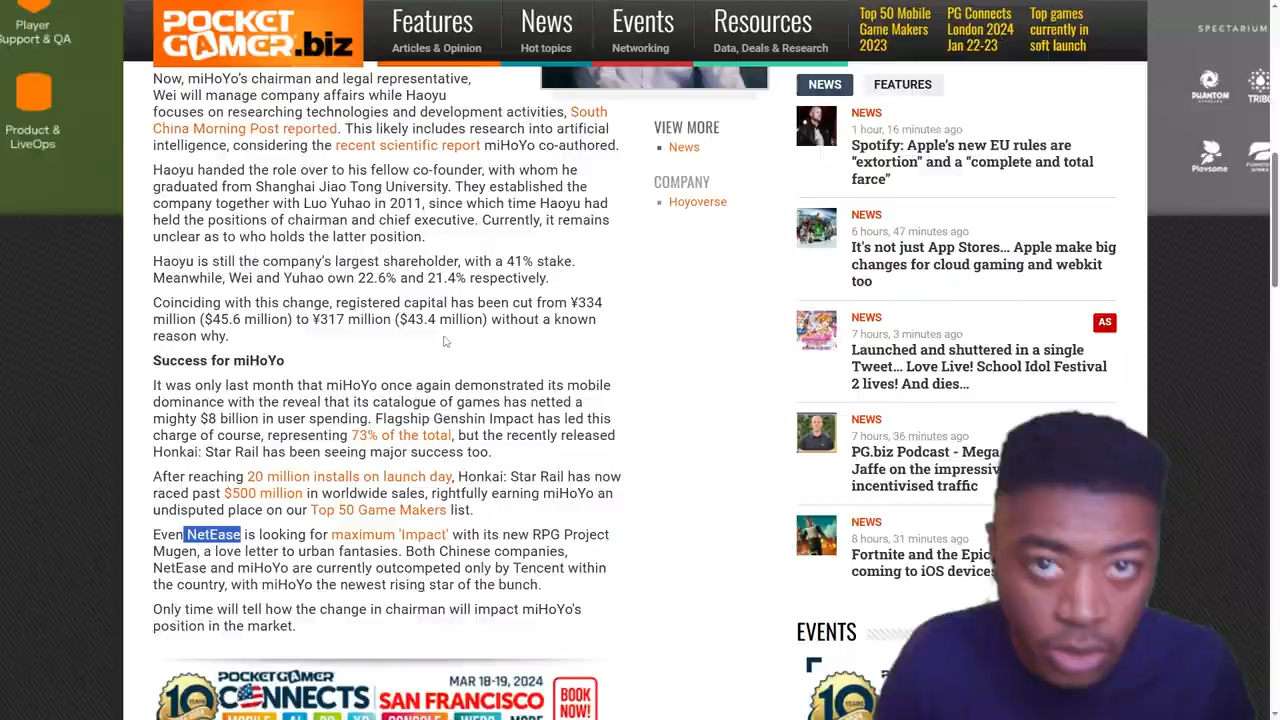 Player
Support & QA
Product &
LiveOps
POCKET
GAMER.biz
Features
Articles & Opinion
News
Hot topics
Events
Networking
Resources
Data, Deals & Research
Top 50 Mobile
Game Makers
2023
PG Connects
London 2024
Jan 22-23
Top games
currently in
soft launch
SPECTARIUM
PHANTOM
Playsome
Now, miHoYo's chairman and legal representative,
Wei will manage company affairs while Haoyu
focuses on researching technologies and development activities, South
China Morning Post reported. This likely includes research into artificial
intelligence, considering the recent scientific report miHoYo co-authored.
Haoyu handed the role over to his fellow co-founder, with whom he
graduated from Shanghai Jiao Tong University. They established the
company together with Luo Yuhao in 2011, since which time Haoyu had
held the positions of chairman and chief executive. Currently, it remains
unclear as to who holds the latter position.
Haoyu is still the company's largest shareholder, with a 41% stake.
Meanwhile, Wei and Yuhao own 22.6% and 21.4% respectively.
Coinciding with this change, registered capital has been cut from ¥334
million ($45.6 million) to ¥317 million ($43.4 million) without a known
reason why.
Success for miHoYo
It was only last month that miHoYo once again demonstrated its mobile
dominance with the reveal that its catalogue of games has netted a
mighty $8 billion in user spending. Flagship Genshin Impact has led this
charge of course, representing 73% of the total, but the recently released
Honkai: Star Rail has been seeing major success too.
After reaching 20 million installs on launch day, Honkai: Star Rail has now
raced past $500 million in worldwide sales, rightfully earning miHoYo an
undisputed place on our Top 50 Game Makers list.
Even NetEase is looking for maximum 'Impact' with its new RPG Project
Mugen, a love letter to urban fantasies. Both Chinese companies,
NetEase and miHoYo are currently outcompeted only by Tencent within
the country, with miHoYo the newest rising star of the bunch.
Only time will tell how the change in chairman will impact miHoYo's
position in the market.
VIEW MORE
News
COMPANY
Hoyoverse
NEWS
FEATURES
NEWS
1 hour, 16 minutes ago
Spotify: Apple's new EU rules are
"extortion" and a "complete and total
farce"
NEWS
6 hours, 47 minutes ago
It's not just App Stores... Apple make big
changes for cloud gaming and webkit
too
NEWS
7 hours, 3 minutes ago
AS
Launched and shuttered in a single
Tweet... Love Live! School Idol Festival
2 lives! And dies...
NEWS
7 hours, 36 minutes ago
PG.biz Podcast - Mega
Jaffe on the impressiv
incentivised traffic
NEWS
8 hours, 31 minutes ago
Fortnite and the Epic
coming to iOS devices
EVENTS
10
YEARS
POCKET GAMER
CONNECTS
MAR 18-19, 2024
SAN FRANCISCO
BOOK
NOW!
10
YEARS